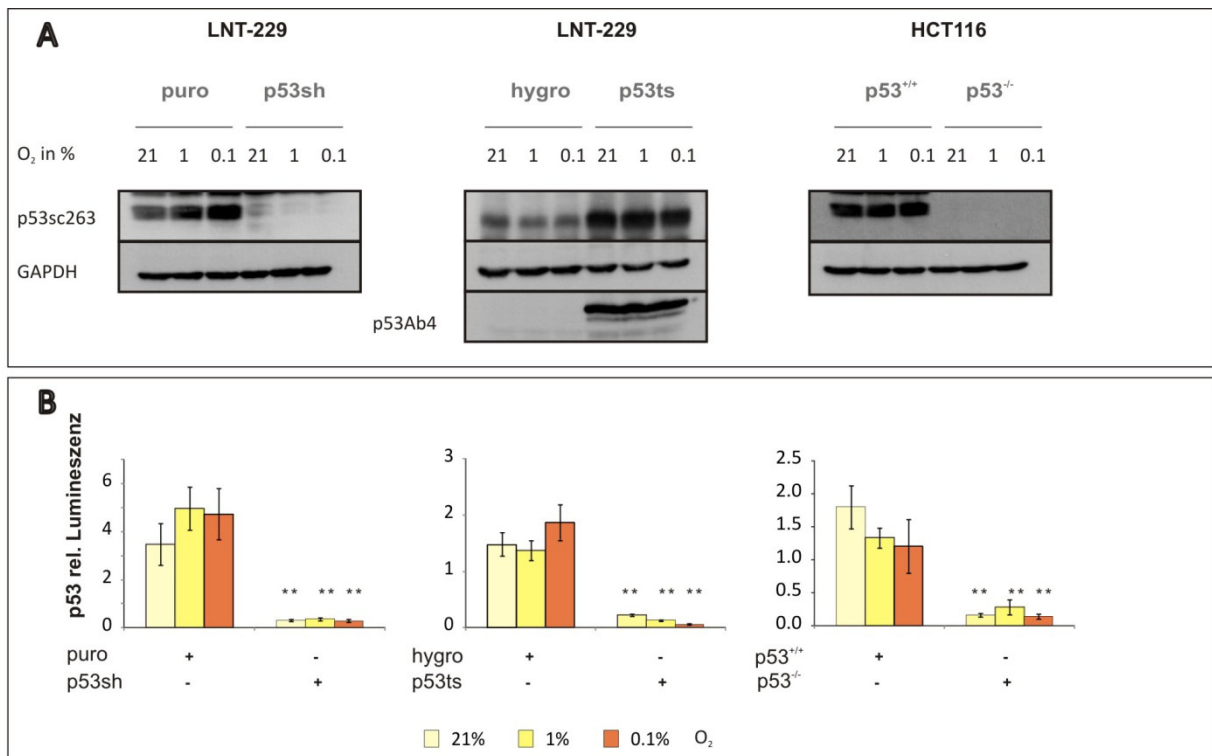 A
LNT-229 LNT-229 HCT116
puro p53sh hygro p53ts p53+/+ p53-/-
O2 in % 21 1 0.1 21 1 0.1 21 1 0.1 21 1 0.1 21 1 0.1 21 1 0.1
p53sc263
GAPDH
p53Ab4
B
p53 rel. Lumineszenz
6
4
2
0
** ** **
3
2
1
0
** ** **
2.5
2.0
1.5
1.0
0.5
0.0
** ** **
puro + - hygro + - p53+/+ + -
p53sh - + p53ts - + p53-/- - +
21% 1% 0.1% O2